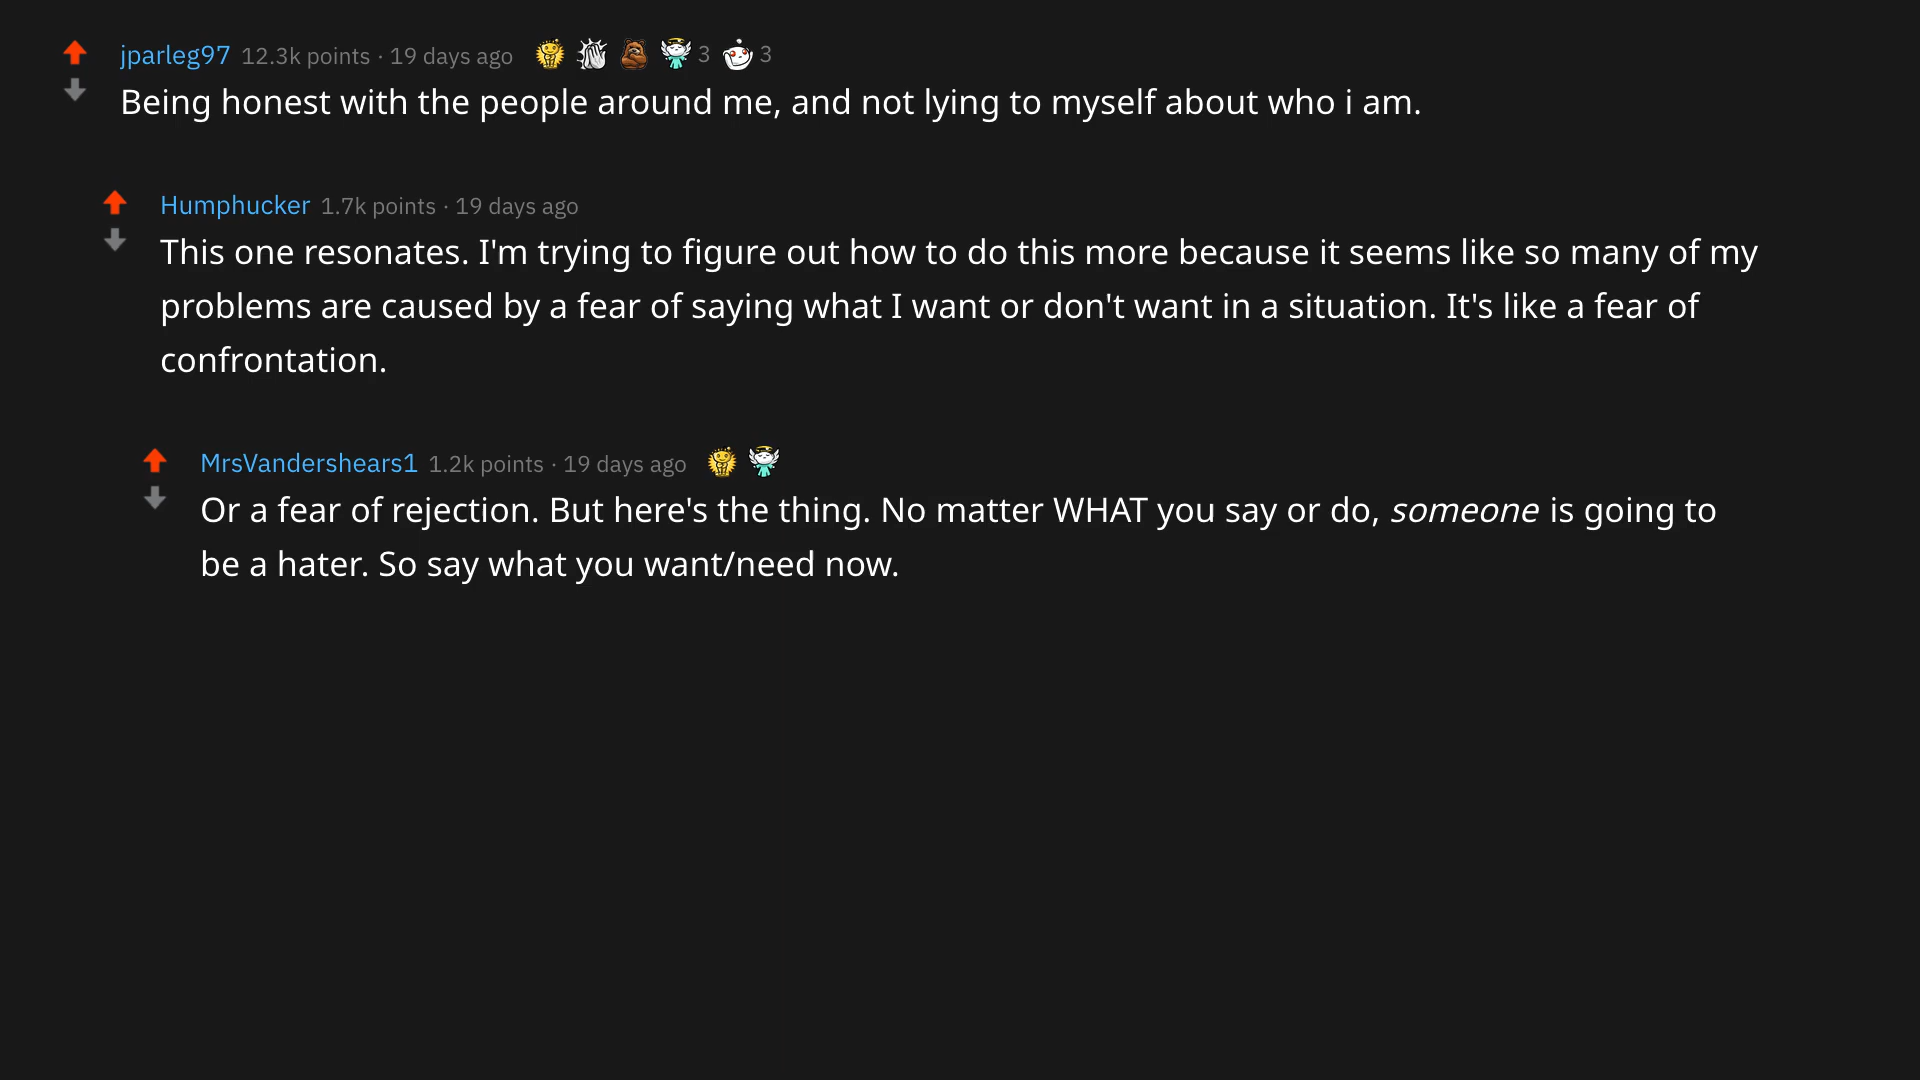 jparleg97 12.3k points · 19 days ago 3 3
Being honest with the people around me, and not lying to myself about who i am.
Humphucker 1.7k points · 19 days ago
This one resonates. I'm trying to figure out how to do this more because it seems like so many of my
problems are caused by a fear of saying what I want or don't want in a situation. It's like a fear of
confrontation.
MrsVandershears1 1.2k points · 19 days ago
Or a fear of rejection. But here's the thing. No matter WHAT you say or do, someone is going to
be a hater. So say what you want/need now.